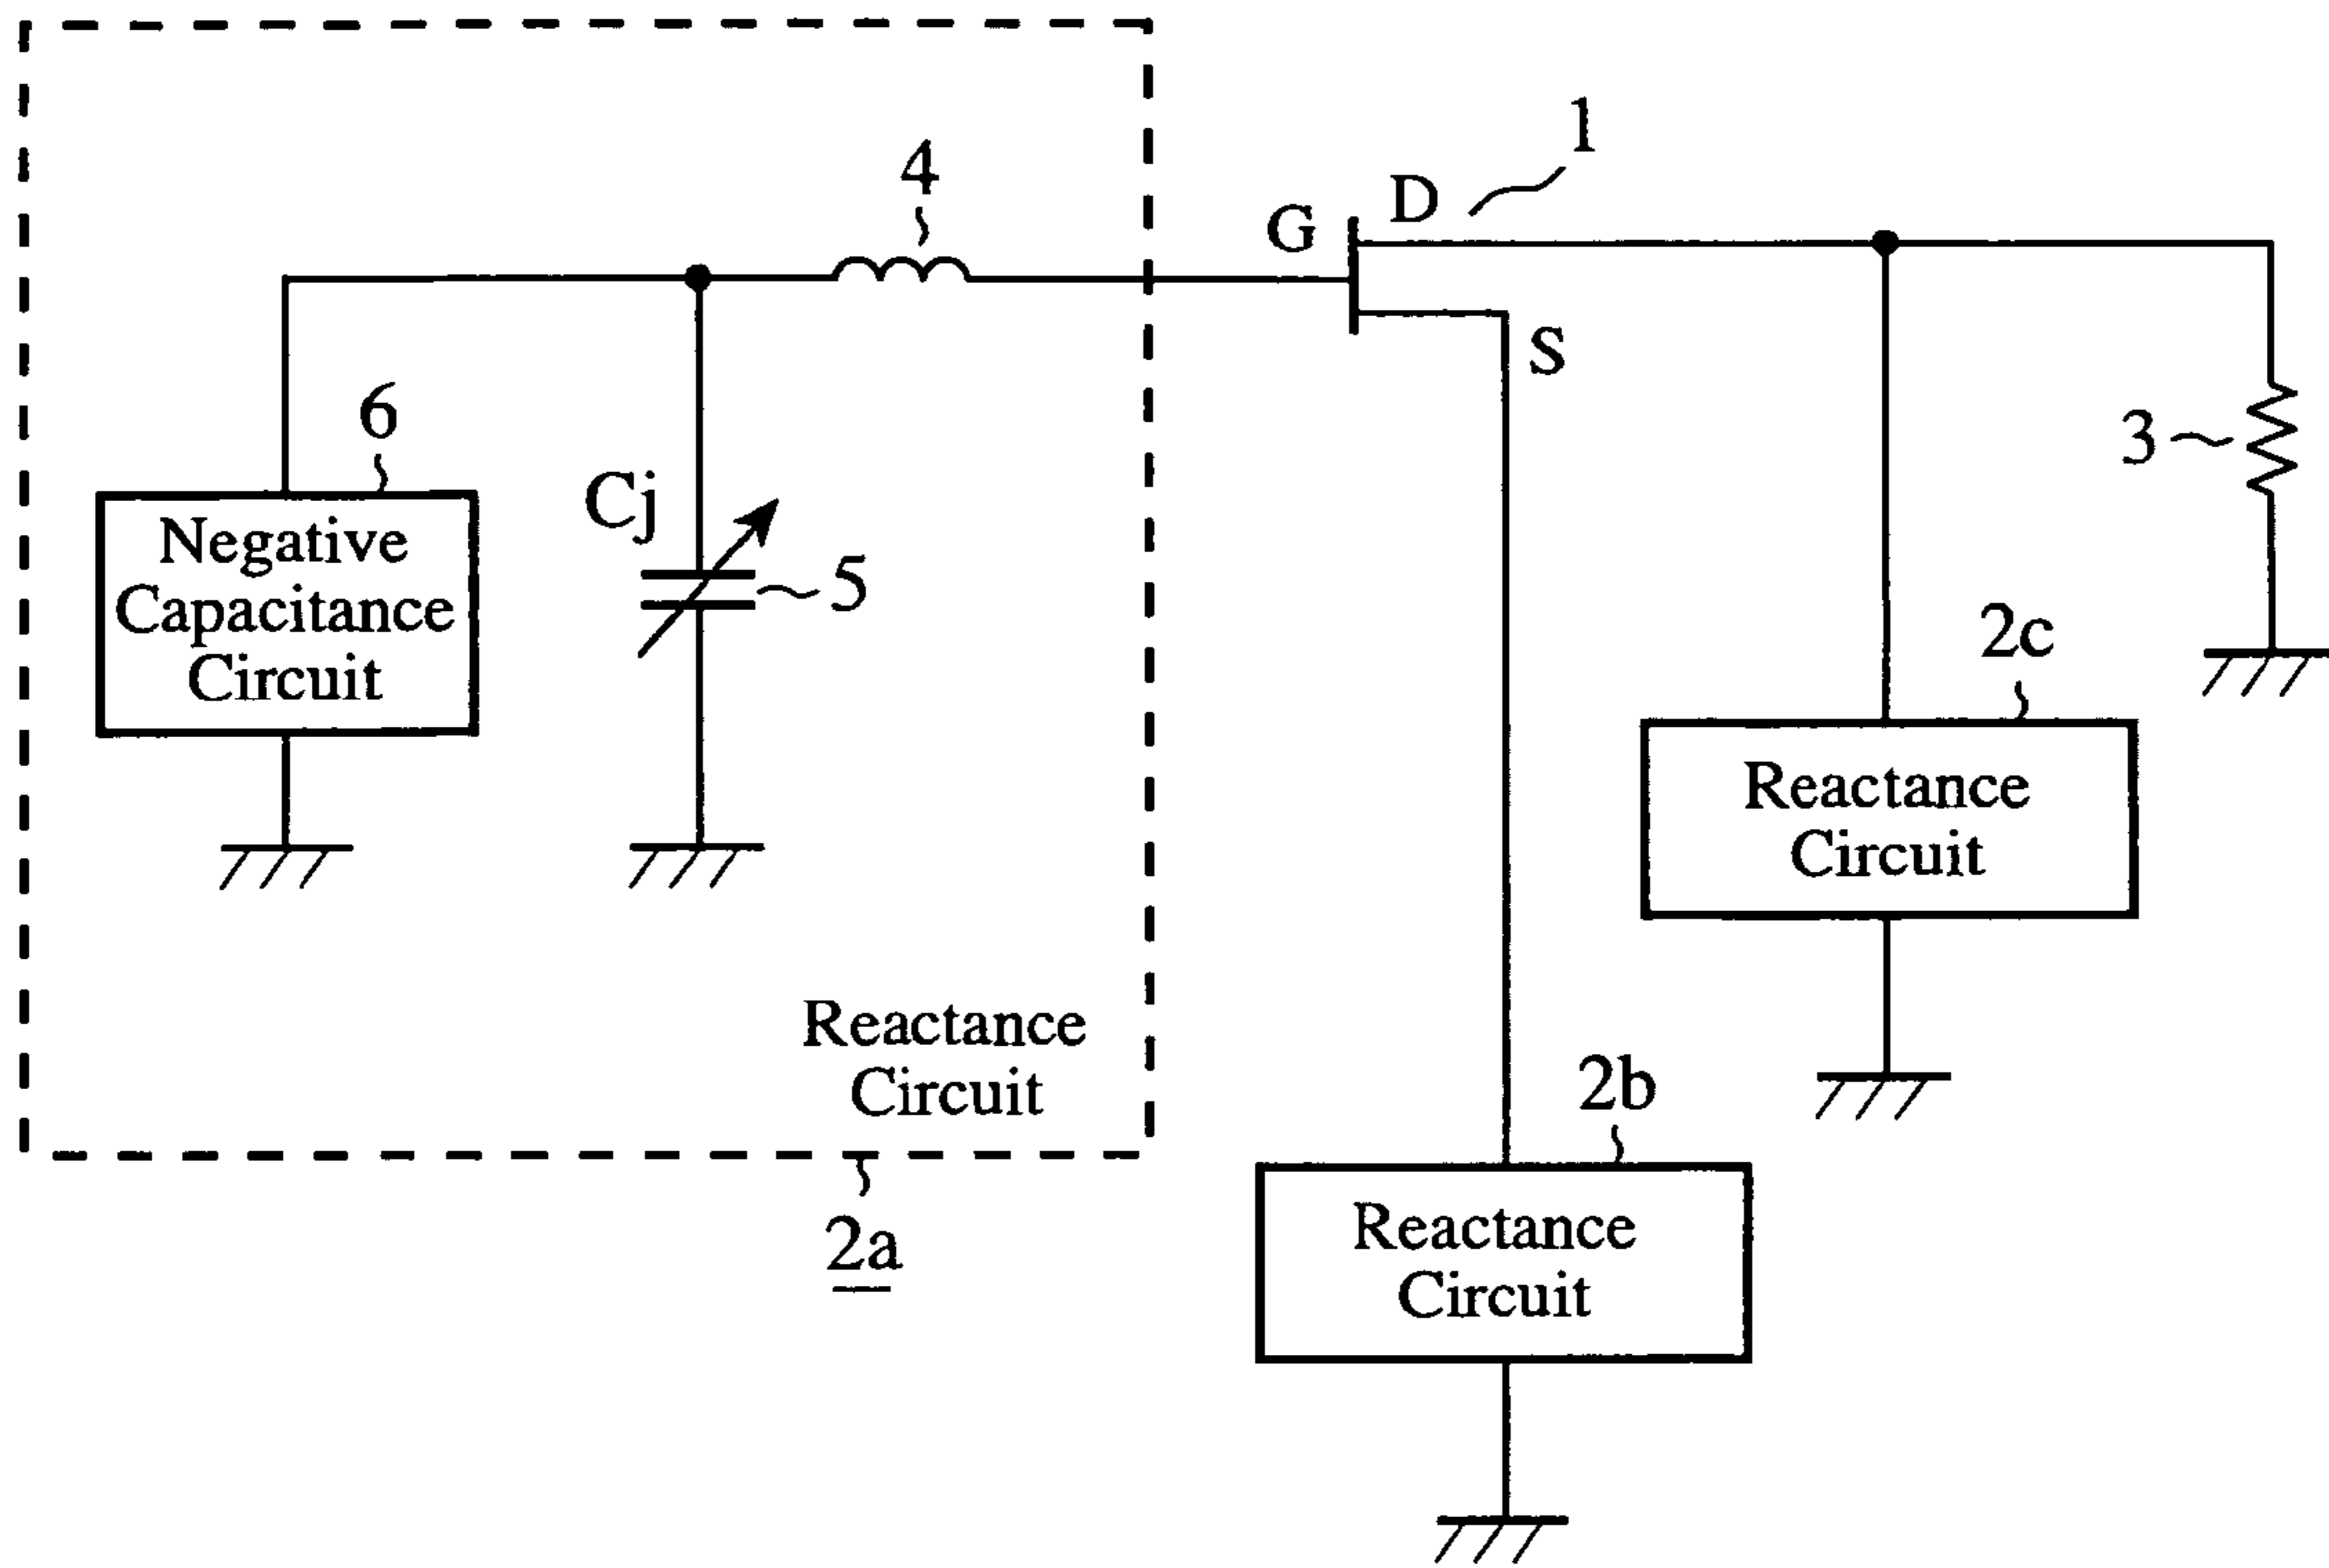 1
4
G
D
S
6
Negative
Capacitance
Circuit
Cj
5
3
2c
Reactance
Circuit
Reactance
Circuit
2a
2b
Reactance
Circuit